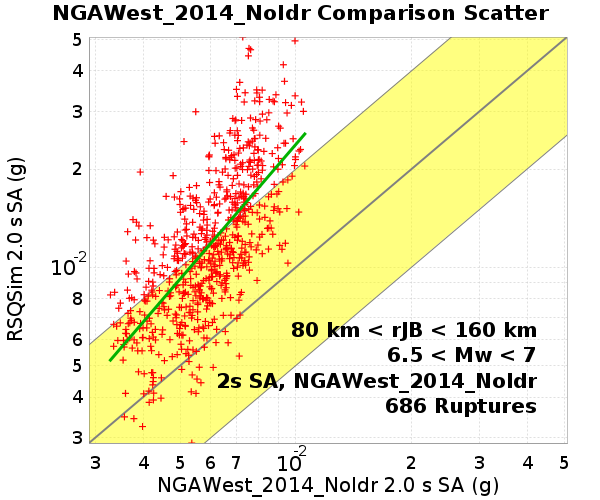 NGAWest_2014_NoIdr Comparison Scatter
5
4
3
2
10-2
8
6
5
4
3
RSQSim 2.0 s SA (g)
80 km < rJB < 160 km
6.5 < Mw < 7
2s SA, NGAWest_2014_NoIdr
686 Ruptures
3 4 5 6 7 10-2 2 3 4 5
NGAWest_2014_NoIdr 2.0 s SA (g)